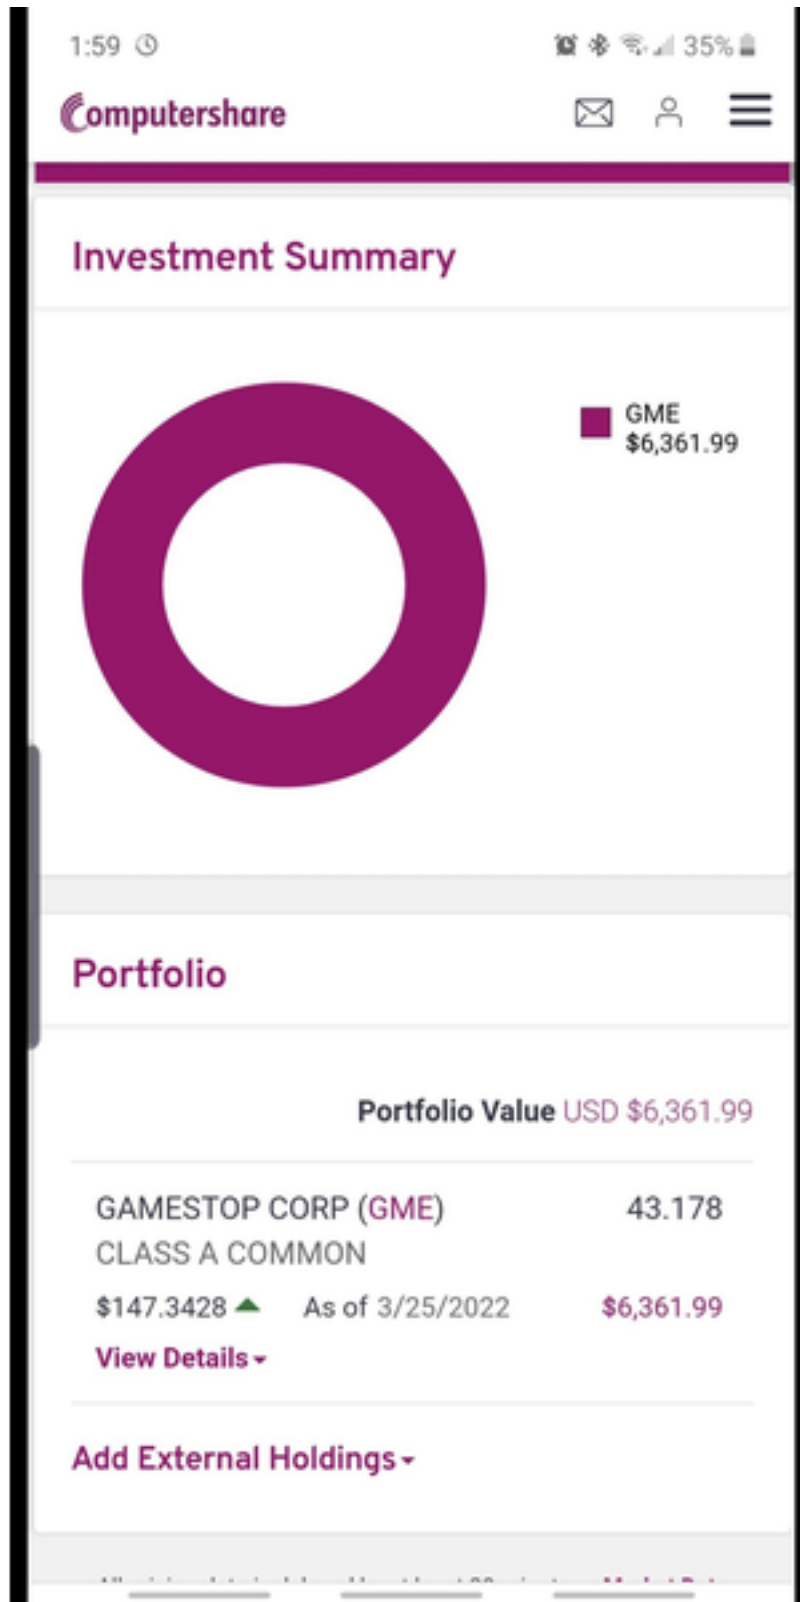 1:59 35%
Computershare
Investment Summary
GME
$6,361.99
Portfolio
Portfolio Value USD $6,361.99
GAMESTOP CORP (GME) 43.178
CLASS A COMMON
$147.3428 As of 3/25/2022 $6,361.99
View Details
Add External Holdings